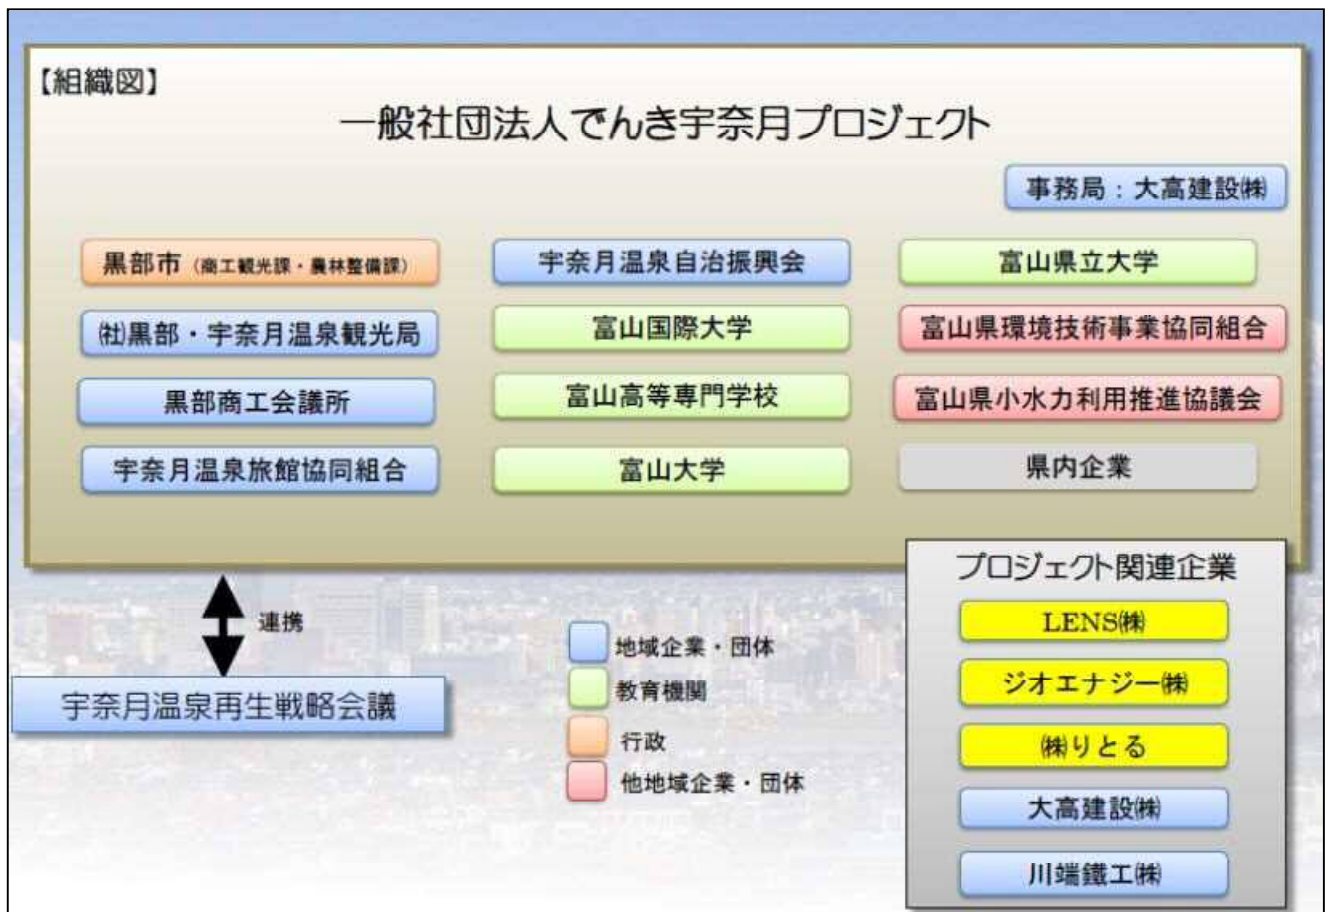 【組織図】
一般社団法人でんき宇奈月プロジェクト
事務局：大高建設㈱
黒部市（商工観光課・農林整備課）
㈳黒部・宇奈月温泉観光局
黒部商工会議所
宇奈月温泉旅館協同組合
宇奈月温泉自治振興会
富山国際大学
富山高等専門学校
富山大学
富山県立大学
富山県環境技術事業協同組合
富山県小水力利用推進協議会
県内企業
連携
宇奈月温泉再生戦略会議
地域企業・団体
教育機関
行政
他地域企業・団体
プロジェクト関連企業
LENS㈱
ジオエナジー㈱
㈱りとる
大高建設㈱
川端鐵工㈱